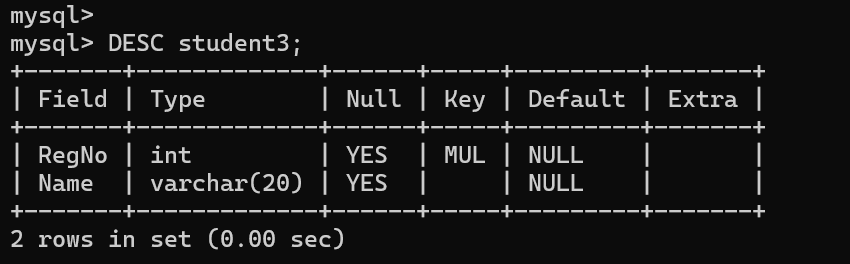 mysql>
mysql> DESC student3;
+-------+-------------+------+-----+---------+-------+
| Field | Type        | Null | Key | Default | Extra |
+-------+-------------+------+-----+---------+-------+
| RegNo | int         | YES  | MUL | NULL    |       |
| Name  | varchar(20) | YES  |     | NULL    |       |
+-------+-------------+------+-----+---------+-------+
2 rows in set (0.00 sec)